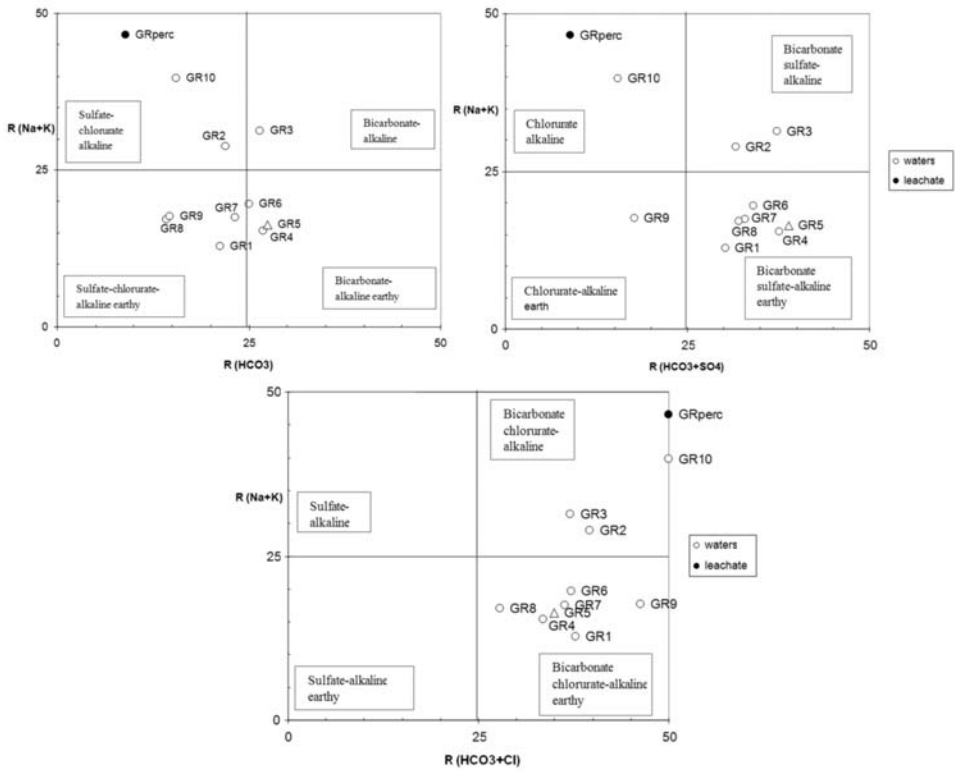 50
GRperc
GR10
Sulfate-
chlorurate
alkaline
R (Na+K)
GR2
GR3
Bicarbonate-
alkaline
25
GR9
GR8
GR7
GR6
GR5
GR4
GR1
Sulfate-chlorurate-
alkaline earthy
Bicarbonate-
alkaline earthy
0
0
25
50
R (HCO3)
50
GRperc
GR10
Bicarbonate
sulfate-
alkaline
R (Na+K)
Chlorurate
alkaline
GR3
GR2
25
GR9
GR6
GR7
GR8
GR5
GR4
GR1
Chlorurate-alkaline
earth
Bicarbonate
sulfate-alkaline
earthy
0
0
25
50
R (HCO3+SO4)
waters
leachate
50
Bicarbonate
chlorurate-
alkaline
GRperc
GR10
R (Na+K)
Sulfate-
alkaline
GR3
GR2
25
GR6
GR8
GR7
GR9
GR5
GR4
GR1
Sulfate-alkaline
earthy
Bicarbonate
chlorurate-alkaline
earthy
0
0
25
50
R (HCO3+Cl)
waters
leachate